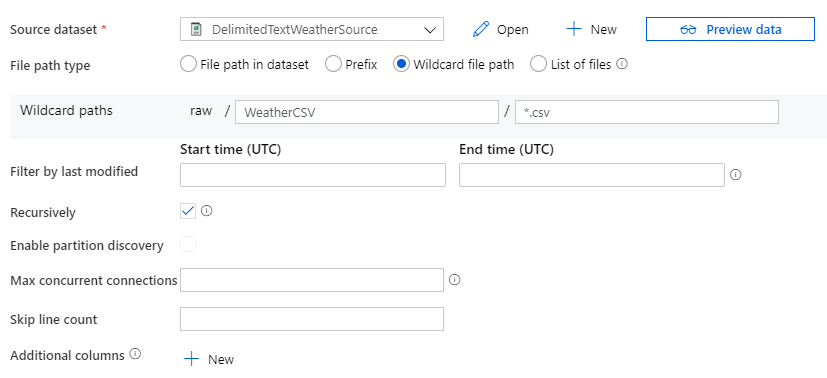 Source dataset * DelimitedTextWeatherSource Open New Preview data
File path type File path in dataset Prefix Wildcard file path List of files
Wildcard paths raw / WeatherCSV / *.csv
Start time (UTC) End time (UTC)
Filter by last modified
Recursively
Enable partition discovery
Max concurrent connections
Skip line count
Additional columns New